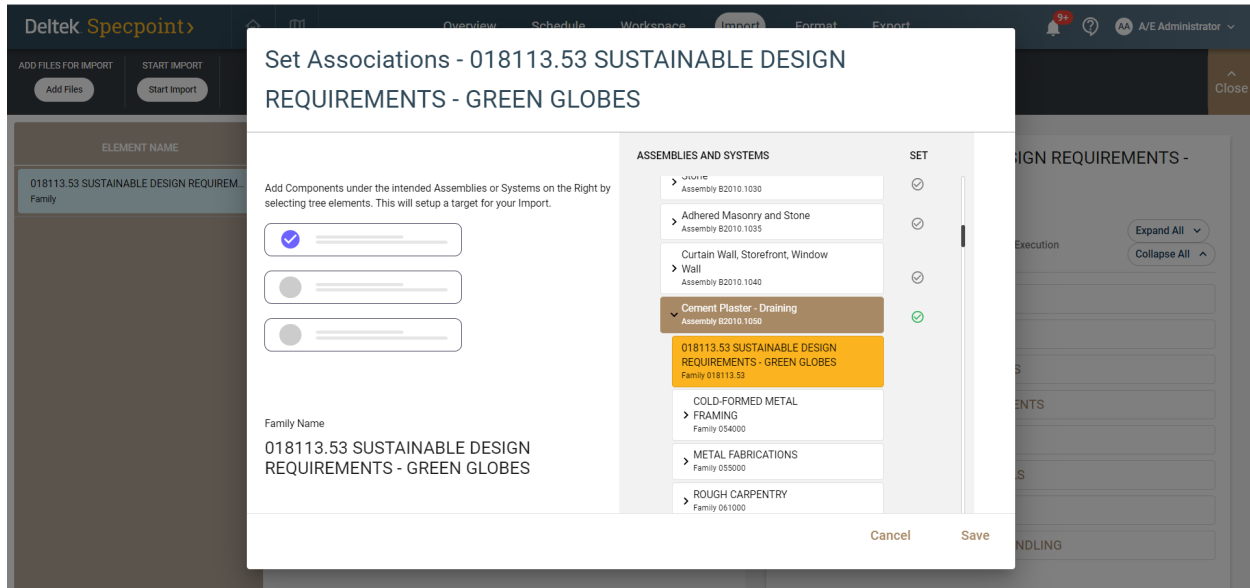 Deltek Specpoint>
Overview Schedule Workspace Import Format Export
9+
AA A/E Administrator
ADD FILES FOR IMPORT START IMPORT
Add Files Start Import
Close
ELEMENT NAME
018113.53 SUSTAINABLE DESIGN REQUIREM...
Family
Set Associations - 018113.53 SUSTAINABLE DESIGN
REQUIREMENTS - GREEN GLOBES
Add Components under the intended Assemblies or Systems on the Right by
selecting tree elements. This will setup a target for your Import.
Family Name
018113.53 SUSTAINABLE DESIGN
REQUIREMENTS - GREEN GLOBES
ASSEMBLIES AND SYSTEMS SET
Stone
Assembly B2010.1030
Adhered Masonry and Stone
Assembly B2010.1035
Curtain Wall, Storefront, Window
Wall
Assembly B2010.1040
Cement Plaster - Draining
Assembly B2010.1050
018113.53 SUSTAINABLE DESIGN
REQUIREMENTS - GREEN GLOBES
Family 018113.53
COLD-FORMED METAL
FRAMING
Family 054000
METAL FABRICATIONS
Family 055000
ROUGH CARPENTRY
Family 061000
Cancel Save
IGN REQUIREMENTS -
Execution
Expand All
Collapse All
S
ENTS
S
NDLING